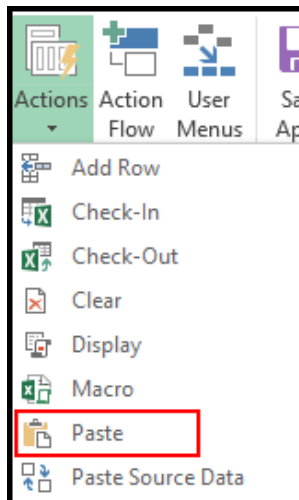 Actions Action User Sa
Flow Menus Ap
Add Row
Check-In
Check-Out
Clear
Display
Macro
Paste
Paste Source Data